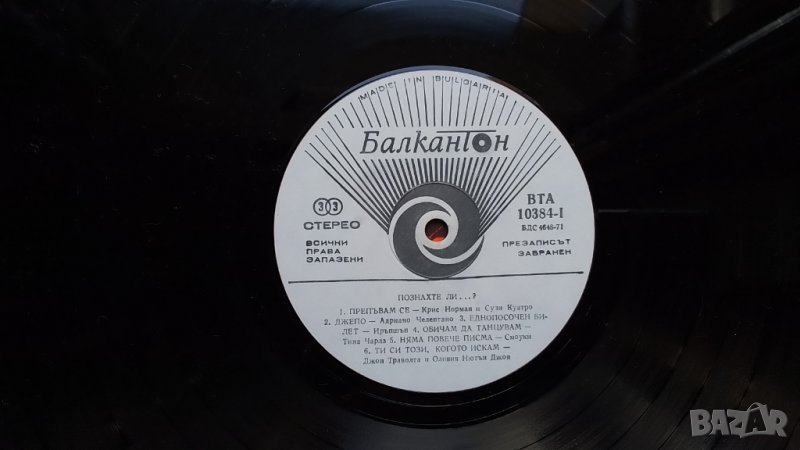 MADE IN BULGARIA
Балкантон
33
СТЕРЕО
ВСИЧКИ
ПРАВА
ЗАПАЗЕНИ
ВТА
10384-I
БДС 4648-71
ПРЕЗАПИСЪТ
ЗАБРАНЕН
ПОЗНАХТЕ ЛИ...?
1. ПРЕПЪВАМ СЕ — Крис Норман и Сузи Куатро
2. ДЖЕПО — Адриано Челентано 3. ЕДНОПОСОЧЕН БИ-
ЛЕТ — Иръпшън 4. ОБИЧАМ ДА ТАНЦУВАМ —
Тина Чарлз 5. НЯМА ПОВЕЧЕ ПИСМА — Смоуки
6. ТИ СИ ТОЗИ, КОГОТО ИСКАМ —
Джон Траволта и Оливия Нютън Джон
BAZAR